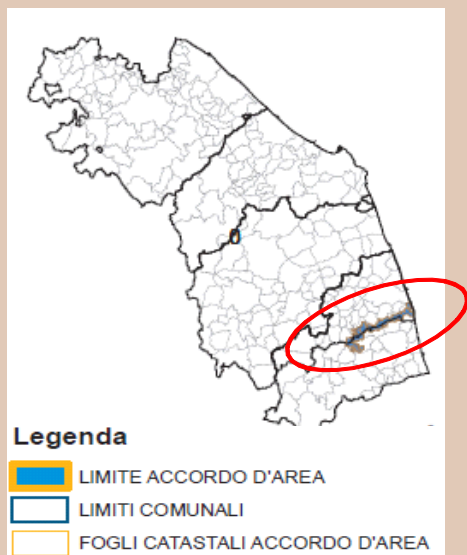 Legenda
LIMITE ACCORDO D'AREA
LIMITI COMUNALI
FOGLI CATASTALI ACCORDO D'AREA